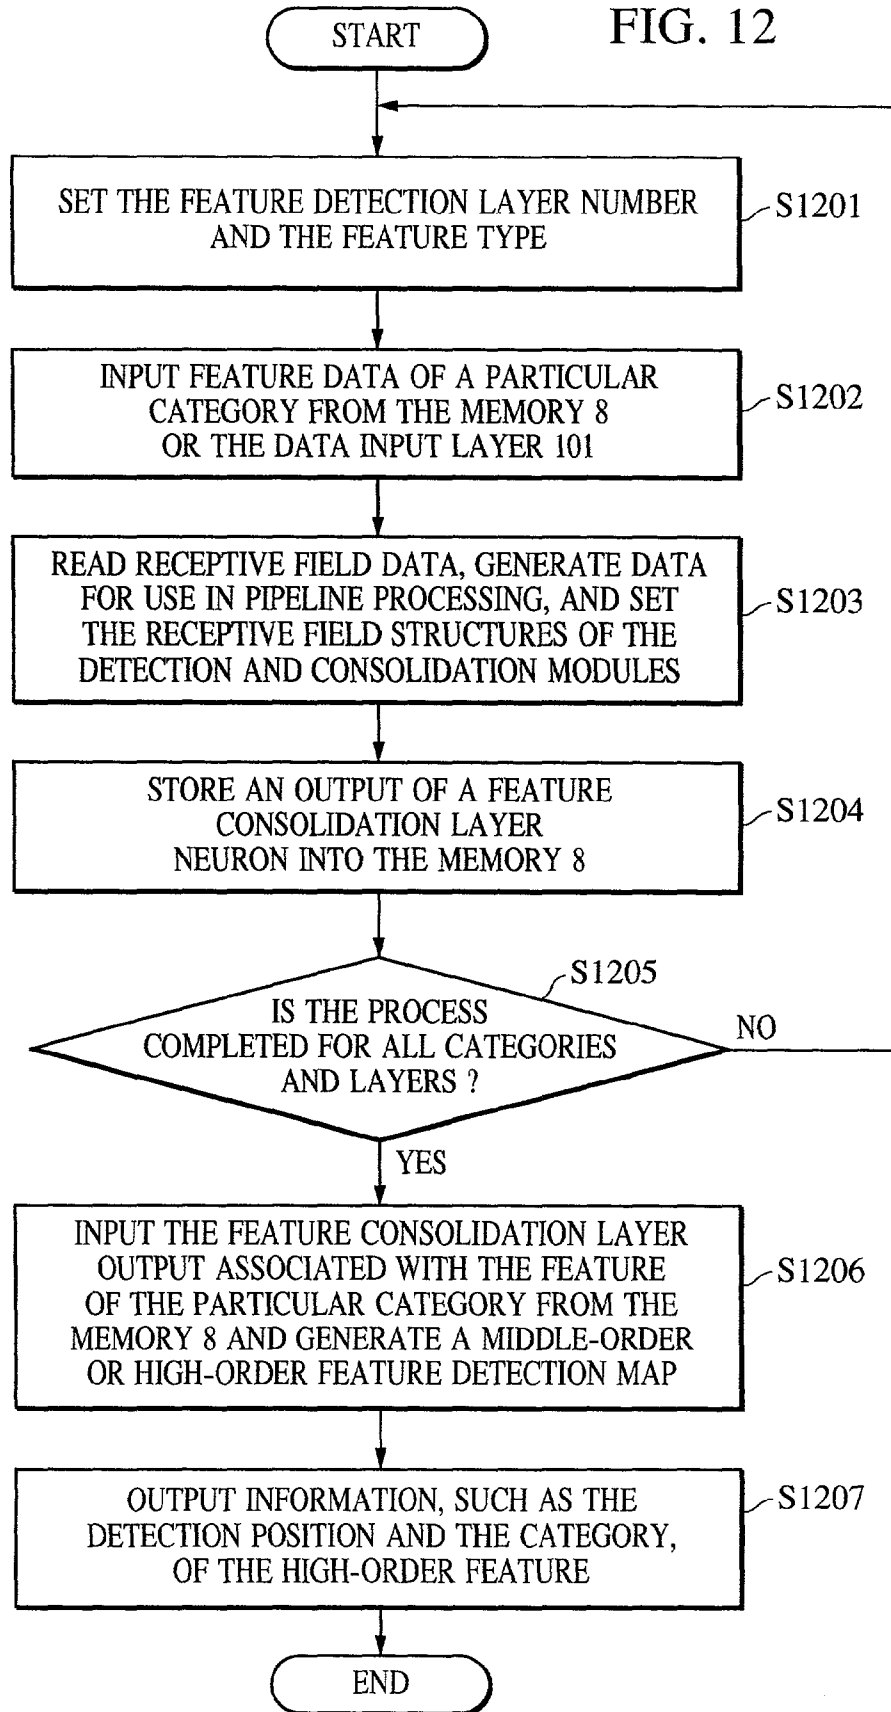 FIG. 12
START
SET THE FEATURE DETECTION LAYER NUMBER
AND THE FEATURE TYPE
S1201
INPUT FEATURE DATA OF A PARTICULAR
CATEGORY FROM THE MEMORY 8
OR THE DATA INPUT LAYER 101
S1202
READ RECEPTIVE FIELD DATA, GENERATE DATA
FOR USE IN PIPELINE PROCESSING, AND SET
THE RECEPTIVE FIELD STRUCTURES OF THE
DETECTION AND CONSOLIDATION MODULES
S1203
STORE AN OUTPUT OF A FEATURE
CONSOLIDATION LAYER
NEURON INTO THE MEMORY 8
S1204
S1205
IS THE PROCESS
COMPLETED FOR ALL CATEGORIES
AND LAYERS ?
NO
YES
INPUT THE FEATURE CONSOLIDATION LAYER
OUTPUT ASSOCIATED WITH THE FEATURE
OF THE PARTICULAR CATEGORY FROM THE
MEMORY 8 AND GENERATE A MIDDLE-ORDER
OR HIGH-ORDER FEATURE DETECTION MAP
S1206
OUTPUT INFORMATION, SUCH AS THE
DETECTION POSITION AND THE CATEGORY,
OF THE HIGH-ORDER FEATURE
S1207
END